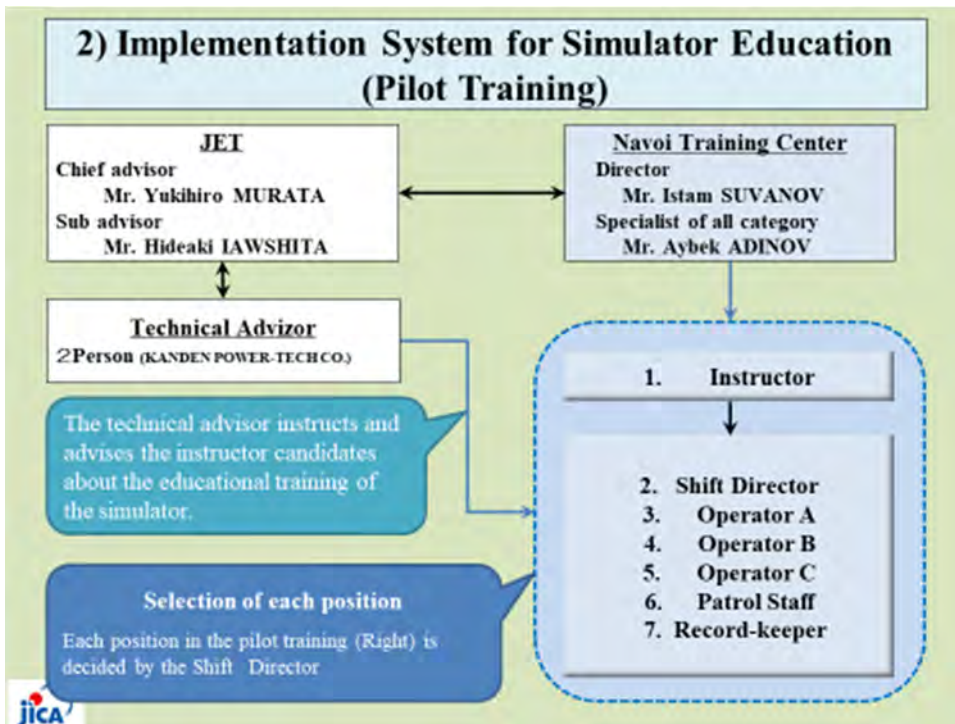 2) Implementation System for Simulator Education
(Pilot Training)
JET
Chief advisor
Mr. Yukihiro MURATA
Sub advisor
Mr. Hideaki IAWSHITA
Navoi Training Center
Director
Mr. Istam SUVANOV
Specialist of all category
Mr. Aybek ADINOV
Technical Advizor
2Person (KANDEN POWER-TECH CO.)
The technical advisor instructs and
advises the instructor candidates
about the educational training of
the simulator.
1. Instructor
2. Shift Director
3. Operator A
4. Operator B
5. Operator C
6. Patrol Staff
7. Record-keeper
Selection of each position
Each position in the pilot training (Right) is
decided by the Shift Director
jICA